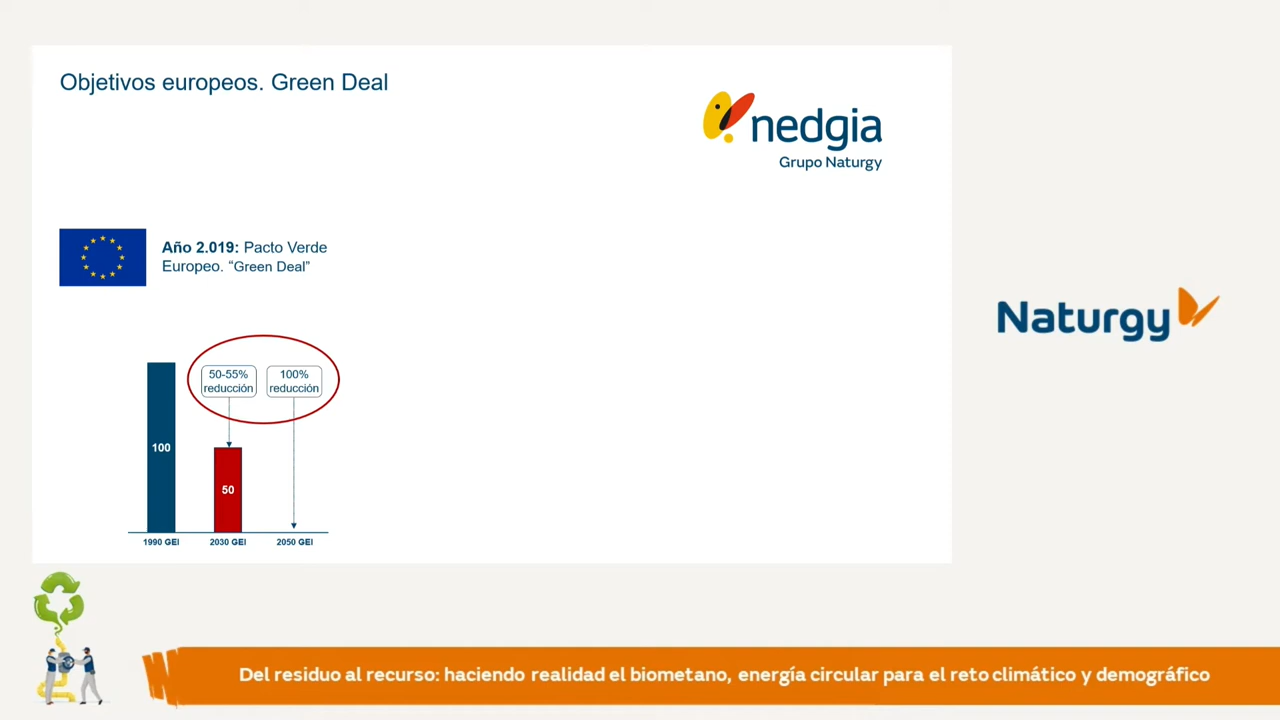 Objetivos europeos. Green Deal
nedgia
Grupo Naturgy
Año 2.019: Pacto Verde
Europeo. “Green Deal”
Naturgy
50-55%
reducción
100%
reducción
100
50
1990 GEI
2030 GEI
2050 GEI
Del residuo al recurso: haciendo realidad el biometano, energía circular para el reto climático y demográfico